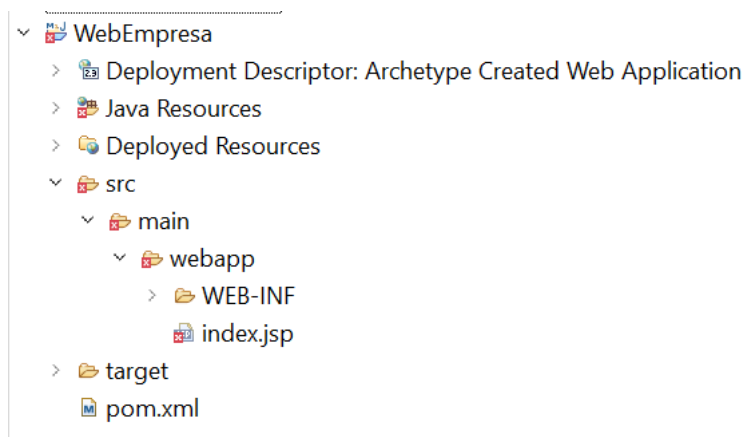 WebEmpresa
Deployment Descriptor: Archetype Created Web Application
Java Resources
Deployed Resources
src
main
webapp
WEB-INF
index.jsp
target
pom.xml